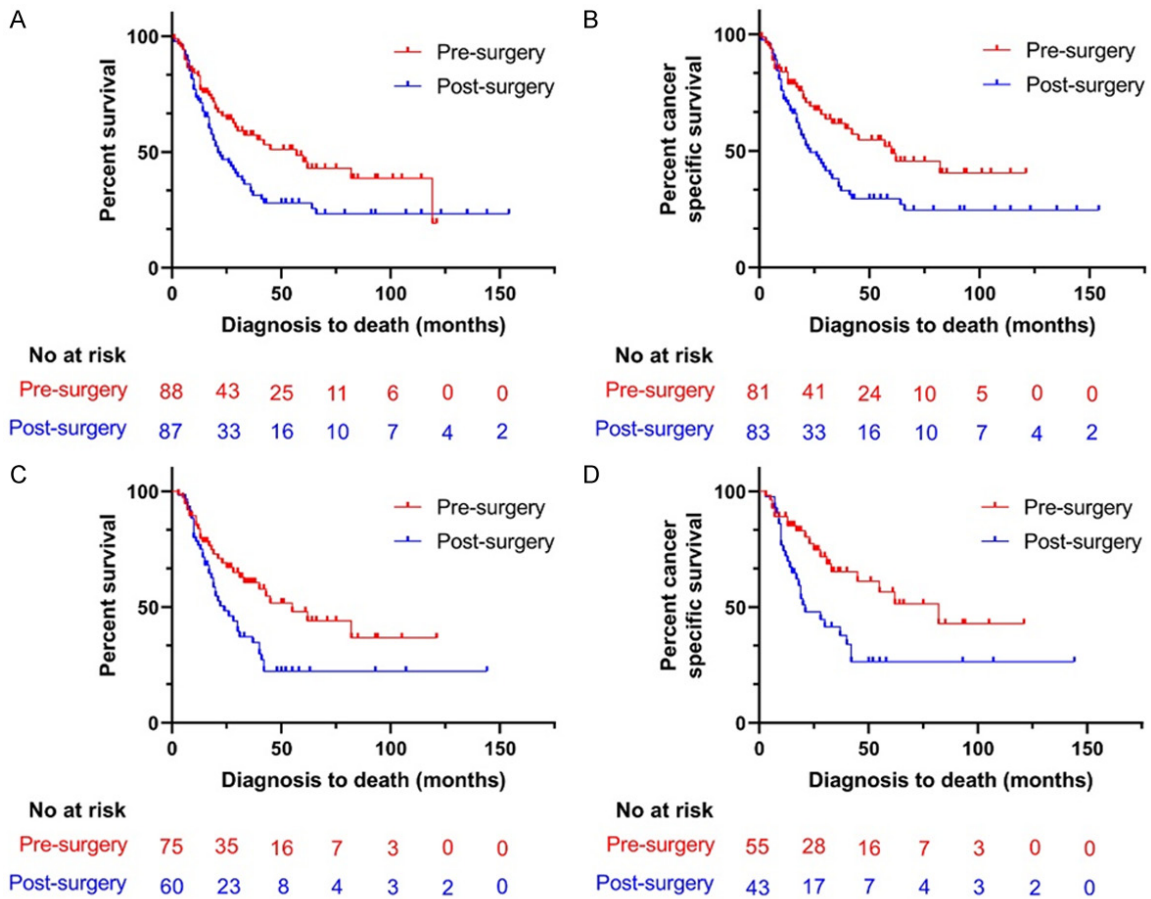 A
Percent survival
100
50
0
Pre-surgery
Post-surgery
0 50 100 150
Diagnosis to death (months)
No at risk
Pre-surgery 88 43 25 11 6 0 0
Post-surgery 87 33 16 10 7 4 2
B
Percent cancer
specific survival
100
50
0
Pre-surgery
Post-surgery
0 50 100 150
Diagnosis to death (months)
No at risk
Pre-surgery 81 41 24 10 5 0 0
Post-surgery 83 33 16 10 7 4 2
C
Percent survival
100
50
0
Pre-surgery
Post-surgery
0 50 100 150
Diagnosis to death (months)
No at risk
Pre-surgery 75 35 16 7 3 0 0
Post-surgery 60 23 8 4 3 2 0
D
Percent cancer
specific survival
100
50
0
Pre-surgery
Post-surgery
0 50 100 150
Diagnosis to death (months)
No at risk
Pre-surgery 55 28 16 7 3 0 0
Post-surgery 43 17 7 4 3 2 0